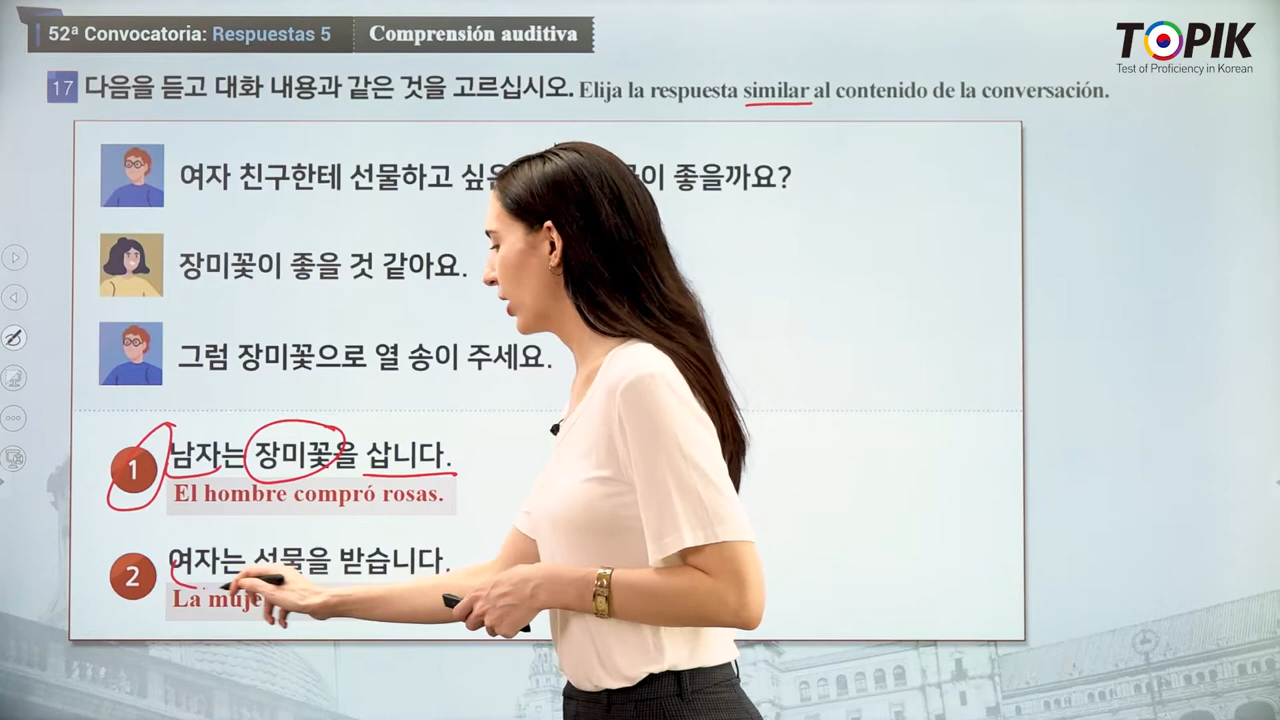 52ª Convocatoria: Respuestas 5 Comprensión auditiva
TOPIK
Test of Proficiency in Korean
17 다음을 듣고 대화 내용과 같은 것을 고르십시오. Elija la respuesta similar al contenido de la conversación.
여자 친구한테 선물하고 좋을까요?
장미꽃이 좋을 것 같아요.
그럼 장미꽃으로 열 송이 주세요.
1 남자는 장미꽃을 삽니다.
El hombre compró rosas.
2 여자는 선물을 받습니다.
La